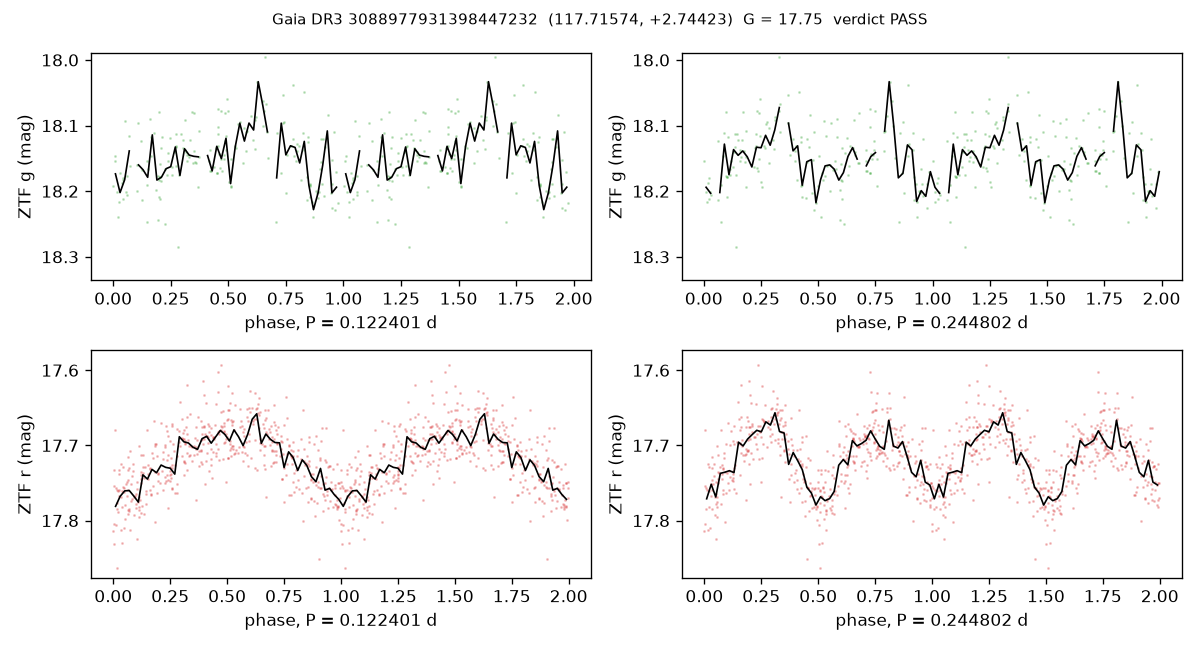 Gaia DR3 3088977931398447232 (117.71574, +2.74423) G = 17.75 verdict PASS
ZTF g (mag)
18.0
18.1
18.2
18.3
0.00 0.25 0.50 0.75 1.00 1.25 1.50 1.75 2.00
phase, P = 0.122401 d
ZTF g (mag)
18.0
18.1
18.2
18.3
0.00 0.25 0.50 0.75 1.00 1.25 1.50 1.75 2.00
phase, P = 0.244802 d
ZTF r (mag)
17.6
17.7
17.8
0.00 0.25 0.50 0.75 1.00 1.25 1.50 1.75 2.00
phase, P = 0.122401 d
ZTF r (mag)
17.6
17.7
17.8
0.00 0.25 0.50 0.75 1.00 1.25 1.50 1.75 2.00
phase, P = 0.244802 d